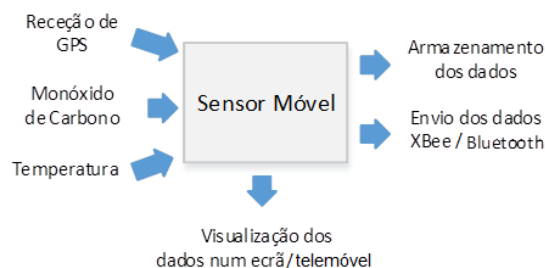 Receção de
GPS
Monóxido
de Carbono
Temperatura
Sensor Móvel
Armazenamento
dos dados
Envio dos dados
XBee / Bluetooth
Visualização dos
dados num ecrã/telemóvel